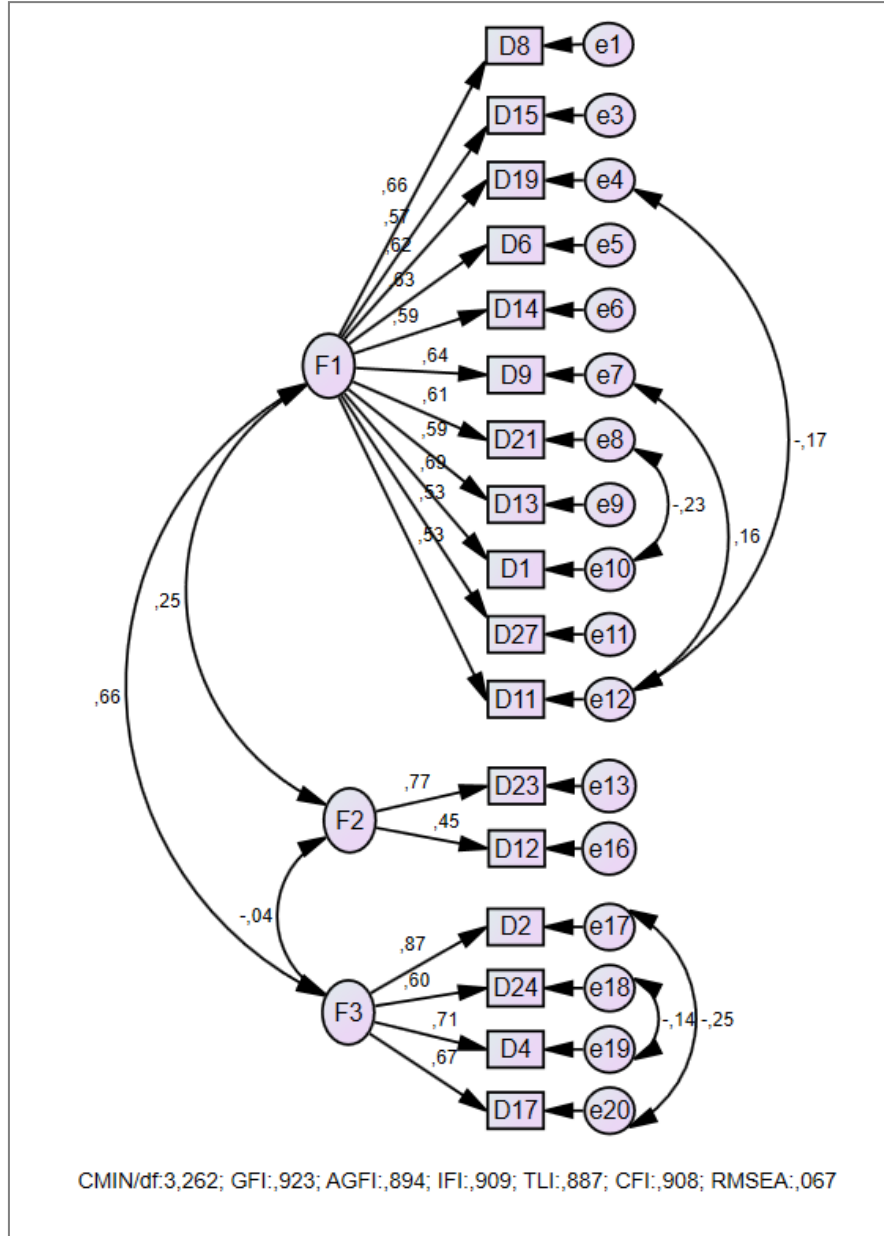 D8 e1
D15 e3
,66
D19 e4
,57
,62
D6 e5
,63
D14 e6
,59
F1
,64
D9 e7
,61
D21 e8
-,17
,59
,69
D13 e9
-,23
,53
,16
,53
D1 e10
,25
D27 e11
,66
D11 e12
,77
D23 e13
F2
,45
D12 e16
-,04
D2 e17
,87
,60
D24 e18
F3
,71
-,14 -,25
D4 e19
,67
D17 e20
CMIN/df:3,262; GFI:,923; AGFI:,894; IFI:,909; TLI:,887; CFI:,908; RMSEA:,067